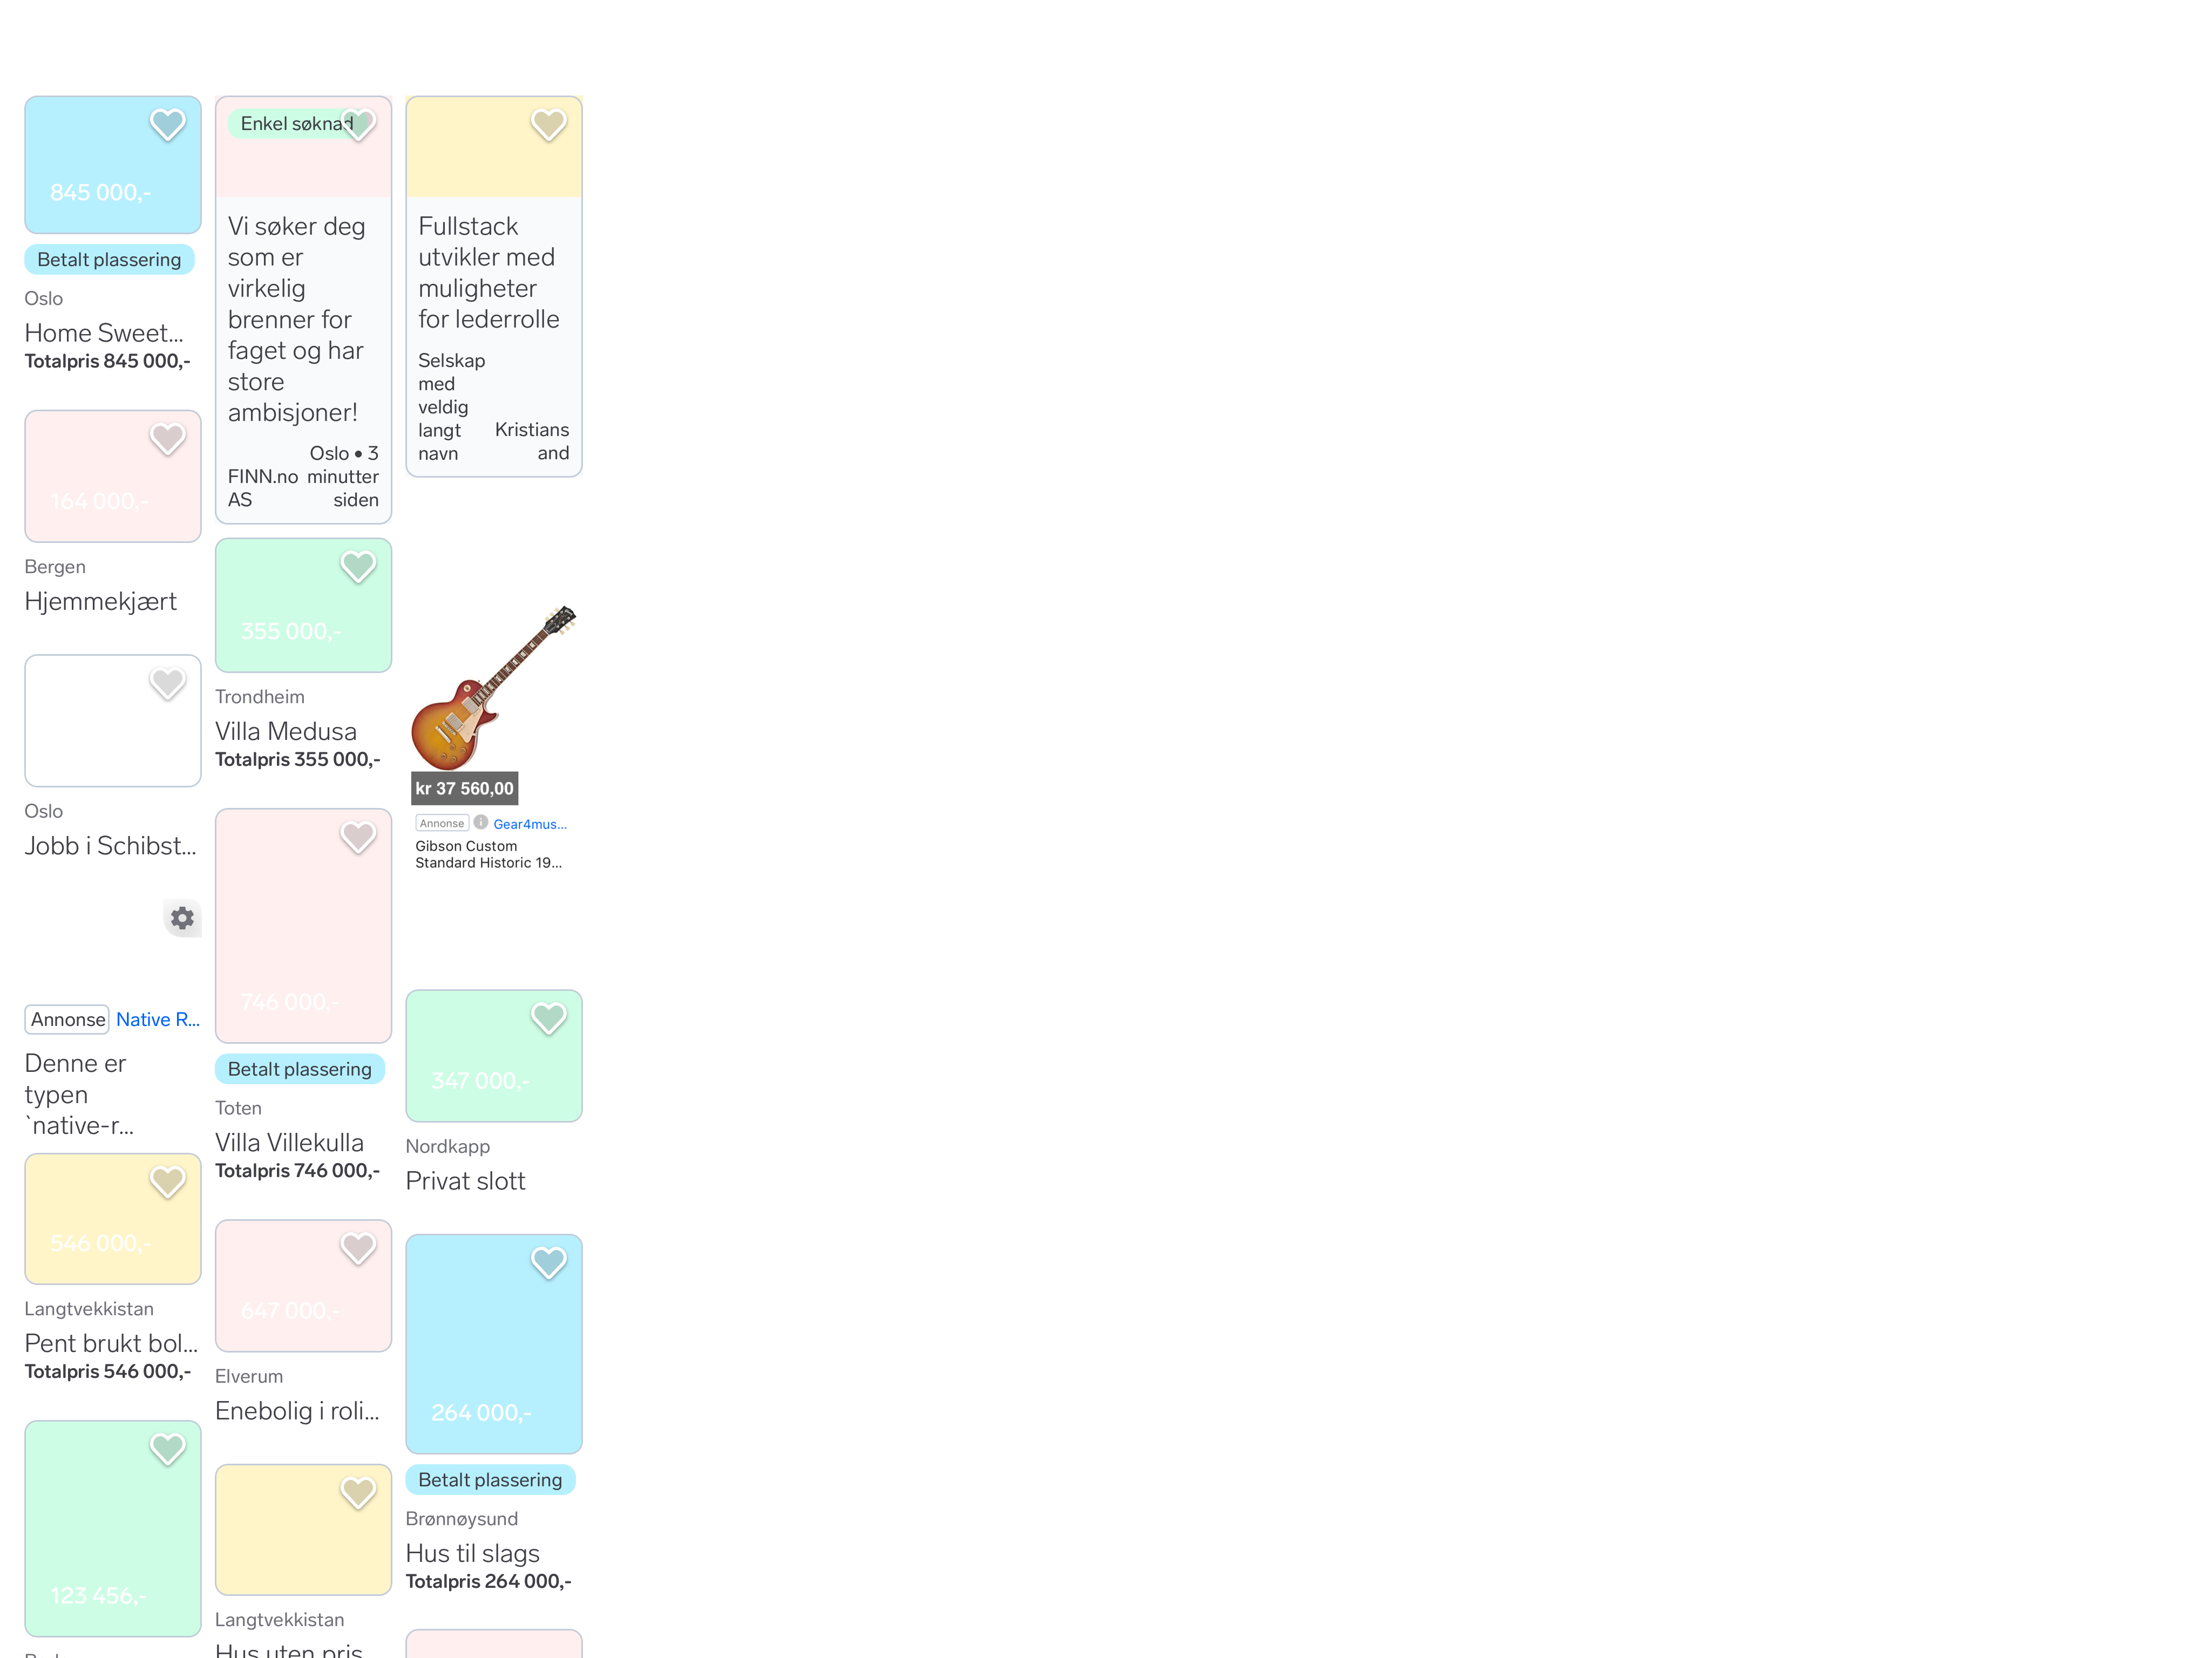 845 000,-
Betalt plassering
Oslo
Home Sweet...
Totalpris 845 000,-
164 000,-
Bergen
Hjemmekjært
Oslo
Jobb i Schibst...
Annonse Native R...
Denne er
typen
`native-r...
546 000,-
Langtvekkistan
Pent brukt bol...
Totalpris 546 000,-
123 456,-
Enkel søknad
Vi søker deg
som er
virkelig
brenner for
faget og har
store
ambisjoner!
FINN.no
AS
Oslo • 3
minutter
siden
355 000,-
Trondheim
Villa Medusa
Totalpris 355 000,-
746 000,-
Betalt plassering
Toten
Villa Villekulla
Totalpris 746 000,-
647 000,-
Elverum
Enebolig i roli...
Langtvekkistan
Hus uten pris
Fullstack
utvikler med
muligheter
for lederrolle
Selskap
med
veldig
langt
navn
Kristians
and
kr 37 560,00
Annonse Gear4mus...
Gibson Custom
Standard Historic 19...
347 000,-
Nordkapp
Privat slott
264 000,-
Betalt plassering
Brønnøysund
Hus til slags
Totalpris 264 000,-